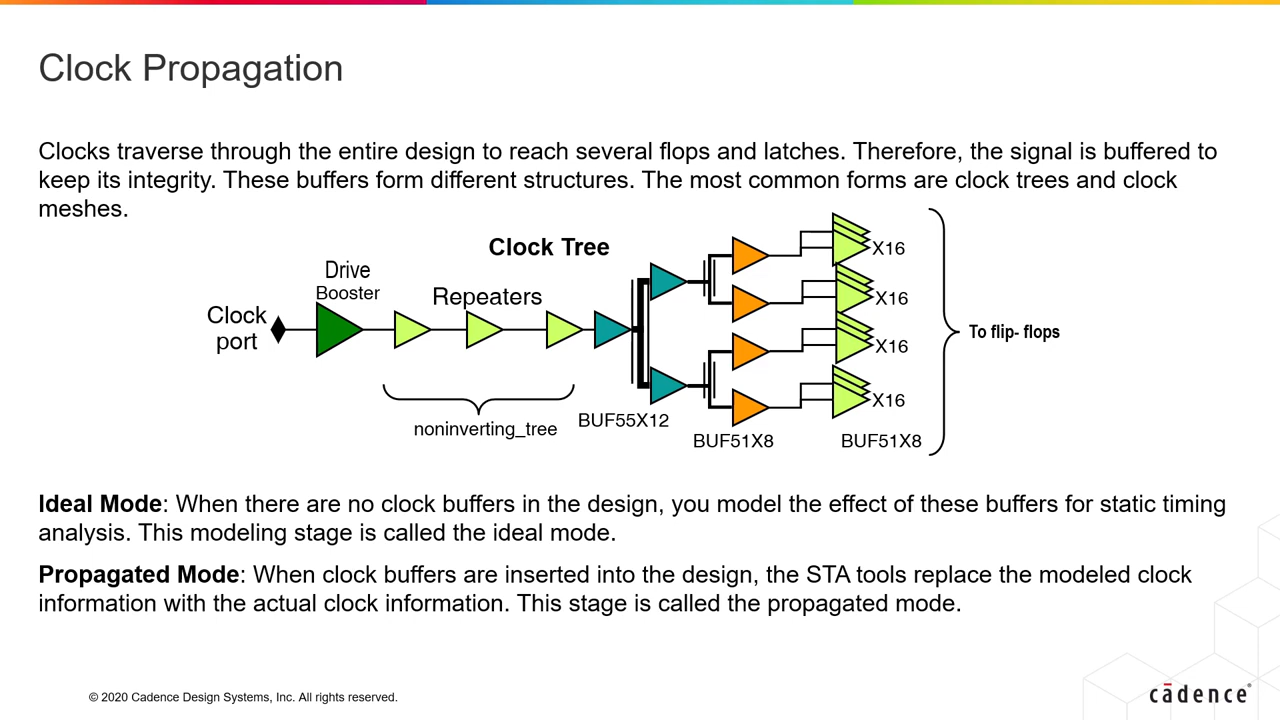 Clock Propagation
Clocks traverse through the entire design to reach several flops and latches. Therefore, the signal is buffered to
keep its integrity. These buffers form different structures. The most common forms are clock trees and clock
meshes.
Clock Tree
Drive
Booster
Repeaters
Clock
port
X16
X16
X16
X16
To flip- flops
noninverting_tree
BUF55X12
BUF51X8
BUF51X8
Ideal Mode: When there are no clock buffers in the design, you model the effect of these buffers for static timing
analysis. This modeling stage is called the ideal mode.
Propagated Mode: When clock buffers are inserted into the design, the STA tools replace the modeled clock
information with the actual clock information. This stage is called the propagated mode.
© 2020 Cadence Design Systems, Inc. All rights reserved.
cādence®